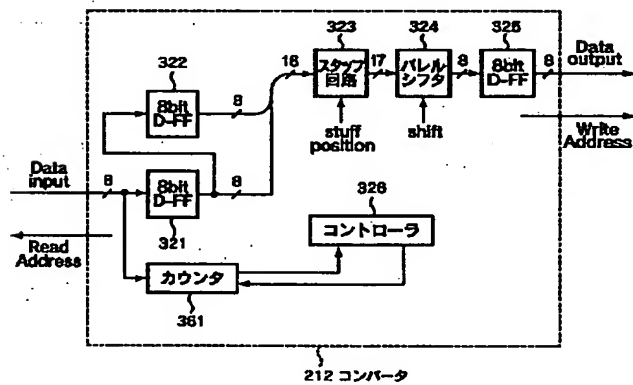 323
324
325
322
16
スタッフ
回路
17
バレル
シフタ
8
8bit
D-FF
8
Data
output
8bit
D-FF
8
stuff
position
shift
Write
Address
Data
input
8
8bit
D-FF
8
321
326
コントローラ
Read
Address
カウンタ
361
212 コンバータ